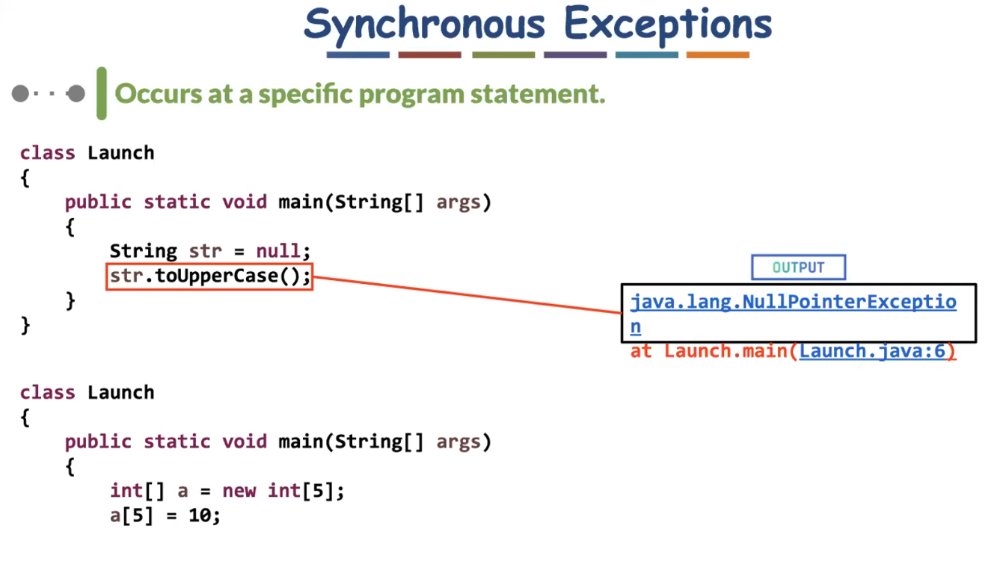 Synchronous Exceptions
Occurs at a specific program statement.
class Launch
{
    public static void main(String[] args)
    {
        String str = null;
        str.toUpperCase();
    }
}
OUTPUT
java.lang.NullPointerExceptio
n
at Launch.main(Launch.java:6)
class Launch
{
    public static void main(String[] args)
    {
        int[] a = new int[5];
        a[5] = 10;